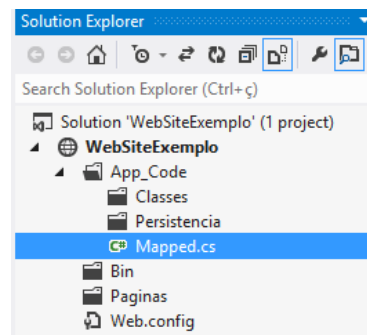 Solution Explorer
Search Solution Explorer (Ctrl+ç)
Solution 'WebSiteExemplo' (1 project)
WebSiteExemplo
App_Code
Classes
Persistencia
C# Mapped.cs
Bin
Paginas
Web.config